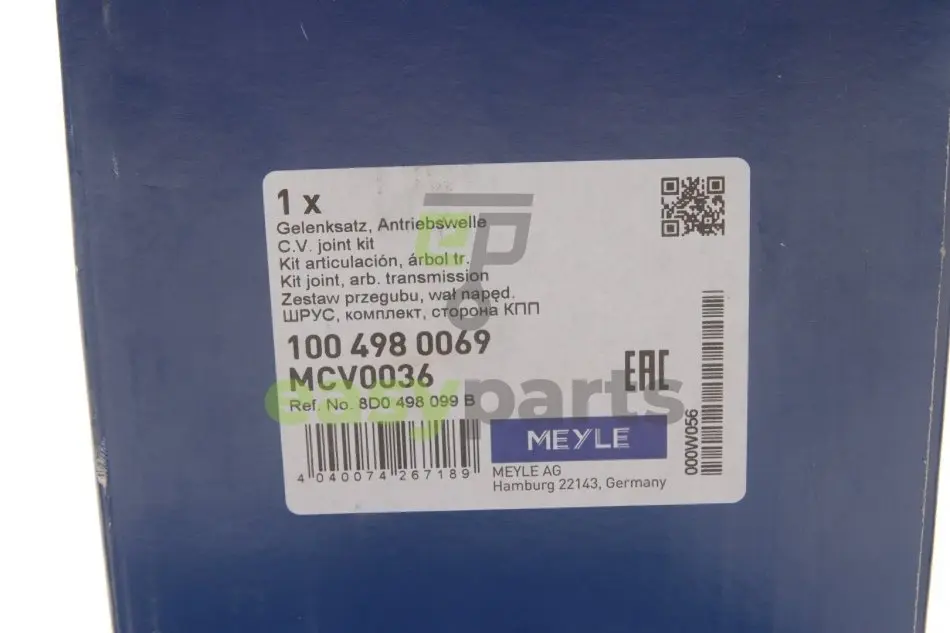 1 x
Gelenksatz, Antriebswelle
C.V. joint kit
Kit articulación, árbol tr.
Kit joint, arb. transmission
Zestaw przegubu, wał napęd.
ШРУС, комплект, сторона КПП
100 498 0069
MCV0036
Ref. No. 8D0 498 099 B
EAC
easyparts
4 040074 267189
MEYLE
MEYLE AG
Hamburg 22143, Germany
000W056